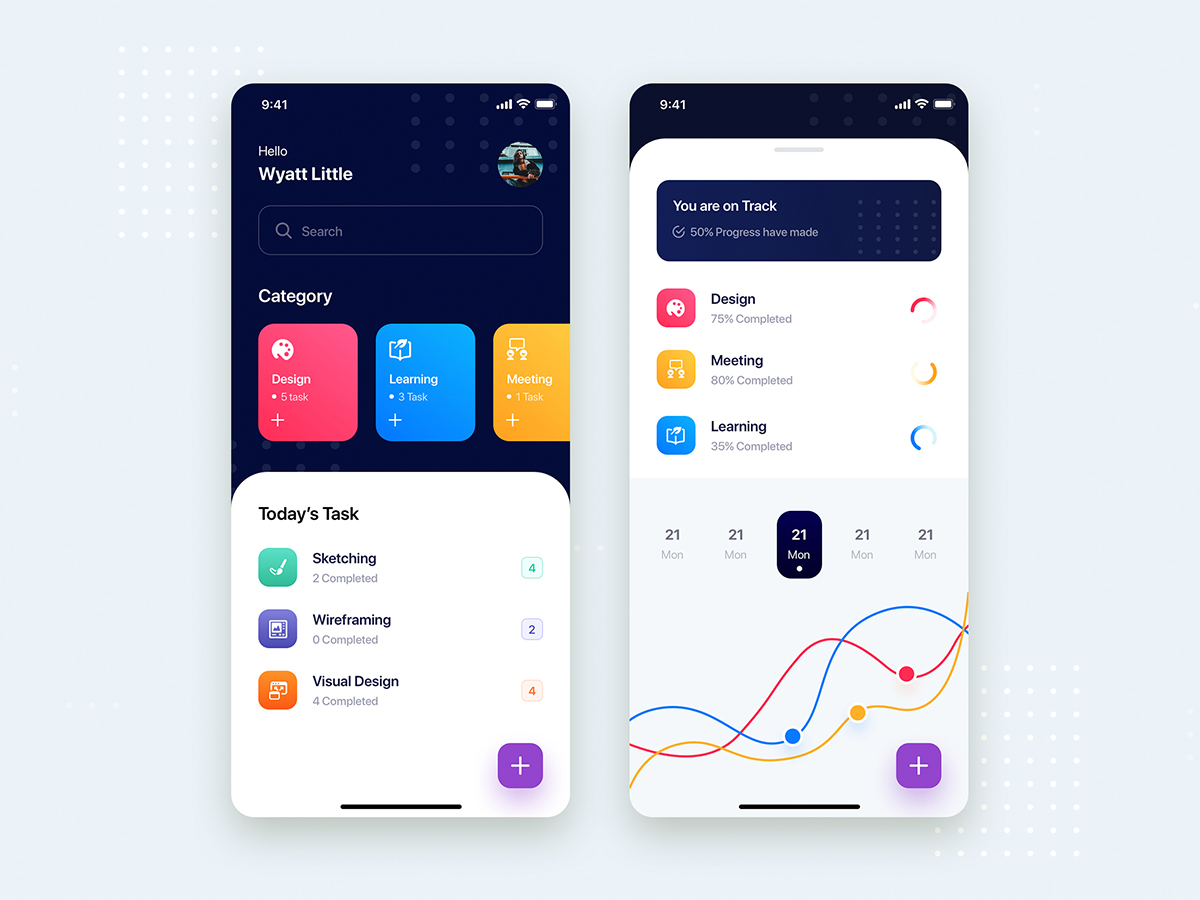 9:41
Hello
Wyatt Little
Search
Category
Design
5 task
Learning
3 Task
Meeting
1 Task
Today's Task
Sketching
2 Completed
4
Wireframing
0 Completed
2
Visual Design
4 Completed
4
9:41
You are on Track
50% Progress have made
Design
75% Completed
Meeting
80% Completed
Learning
35% Completed
21 21 21 21 21
Mon Mon Mon Mon Mon